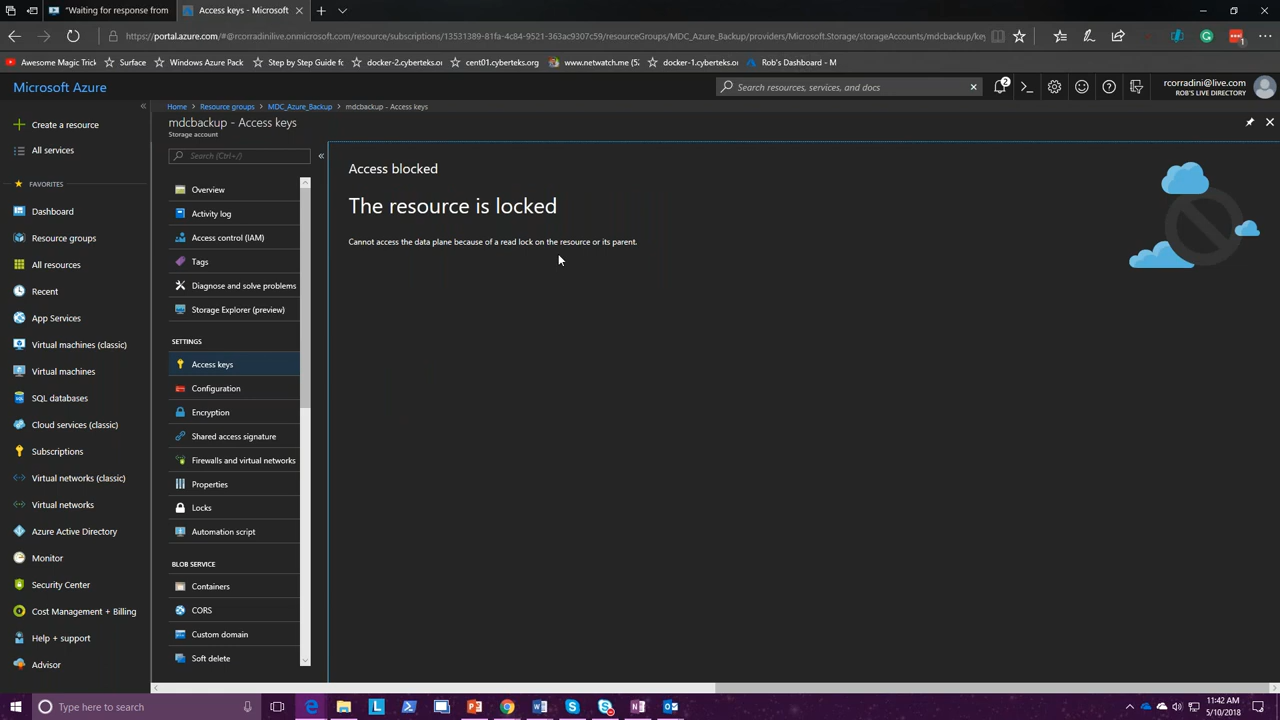 "Waiting for response from
Access keys - Microsoft
https://portal.azure.com/#@rcorradinilive.onmicrosoft.com/resource/subscriptions/13531389-81fa-4c84-9521-363ac9307c59/resourceGroups/MDC_Azure_Backup/providers/Microsoft.Storage/storageAccounts/mdcbackup/key
Awesome Magic Trick
Surface
Windows Azure Pack
Step by Step Guide fo
docker-2.cyberteks.o
cent01.cyberteks.org
www.netwatch.me (52
docker-1.cyberteks.o
Rob's Dashboard - M
Microsoft Azure
Search resources, services, and docs
2
rcorradini@live.com
ROB'S LIVE DIRECTORY
Home
Resource groups
MDC_Azure_Backup
mdcbackup - Access keys
mdcbackup - Access keys
Storage account
Create a resource
All services
FAVORITES
Dashboard
Resource groups
All resources
Recent
App Services
Virtual machines (classic)
Virtual machines
SQL databases
Cloud services (classic)
Subscriptions
Virtual networks (classic)
Virtual networks
Azure Active Directory
Monitor
Security Center
Cost Management + Billing
Help + support
Advisor
Search (Ctrl+/)
Overview
Activity log
Access control (IAM)
Tags
Diagnose and solve problems
Storage Explorer (preview)
SETTINGS
Access keys
Configuration
Encryption
Shared access signature
Firewalls and virtual networks
Properties
Locks
Automation script
BLOB SERVICE
Containers
CORS
Custom domain
Soft delete
Access blocked
The resource is locked
Cannot access the data plane because of a read lock on the resource or its parent.
Type here to search
11:42 AM
5/10/2018